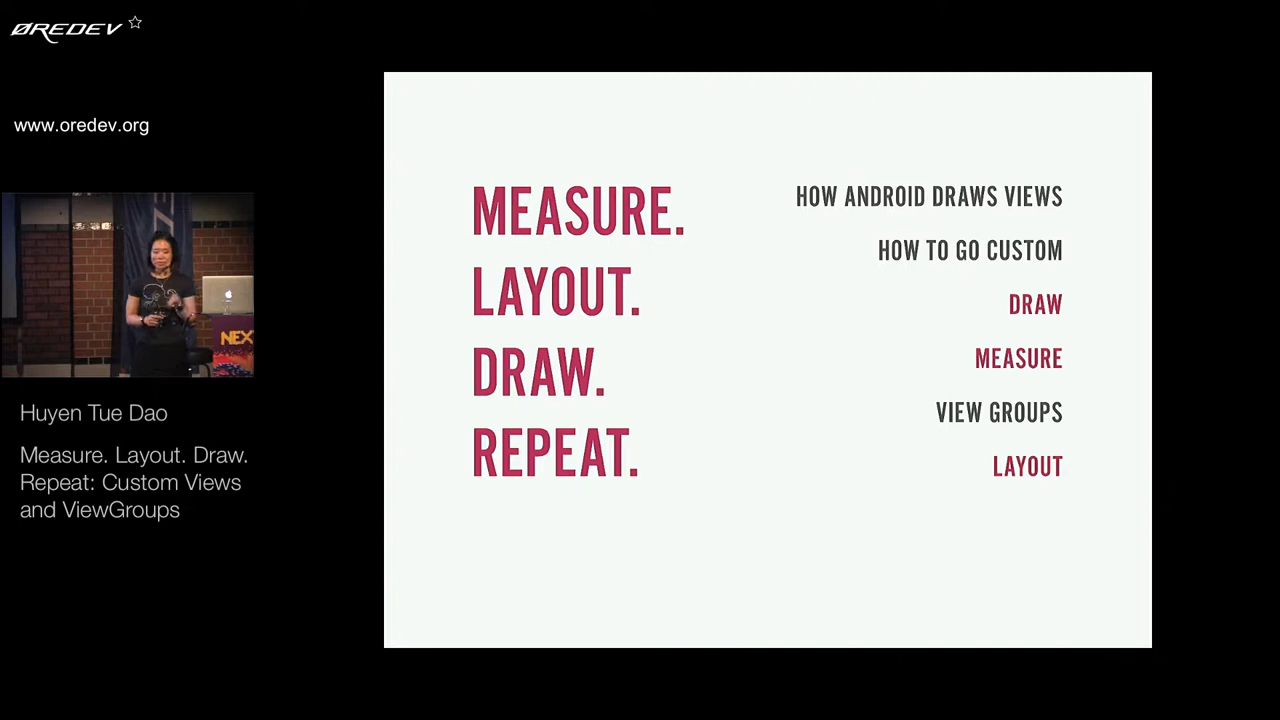 ØREDEV
www.oredev.org
NEXT
Huyen Tue Dao
Measure. Layout. Draw.
Repeat: Custom Views
and ViewGroups
MEASURE.
LAYOUT.
DRAW.
REPEAT.
HOW ANDROID DRAWS VIEWS
HOW TO GO CUSTOM
DRAW
MEASURE
VIEW GROUPS
LAYOUT